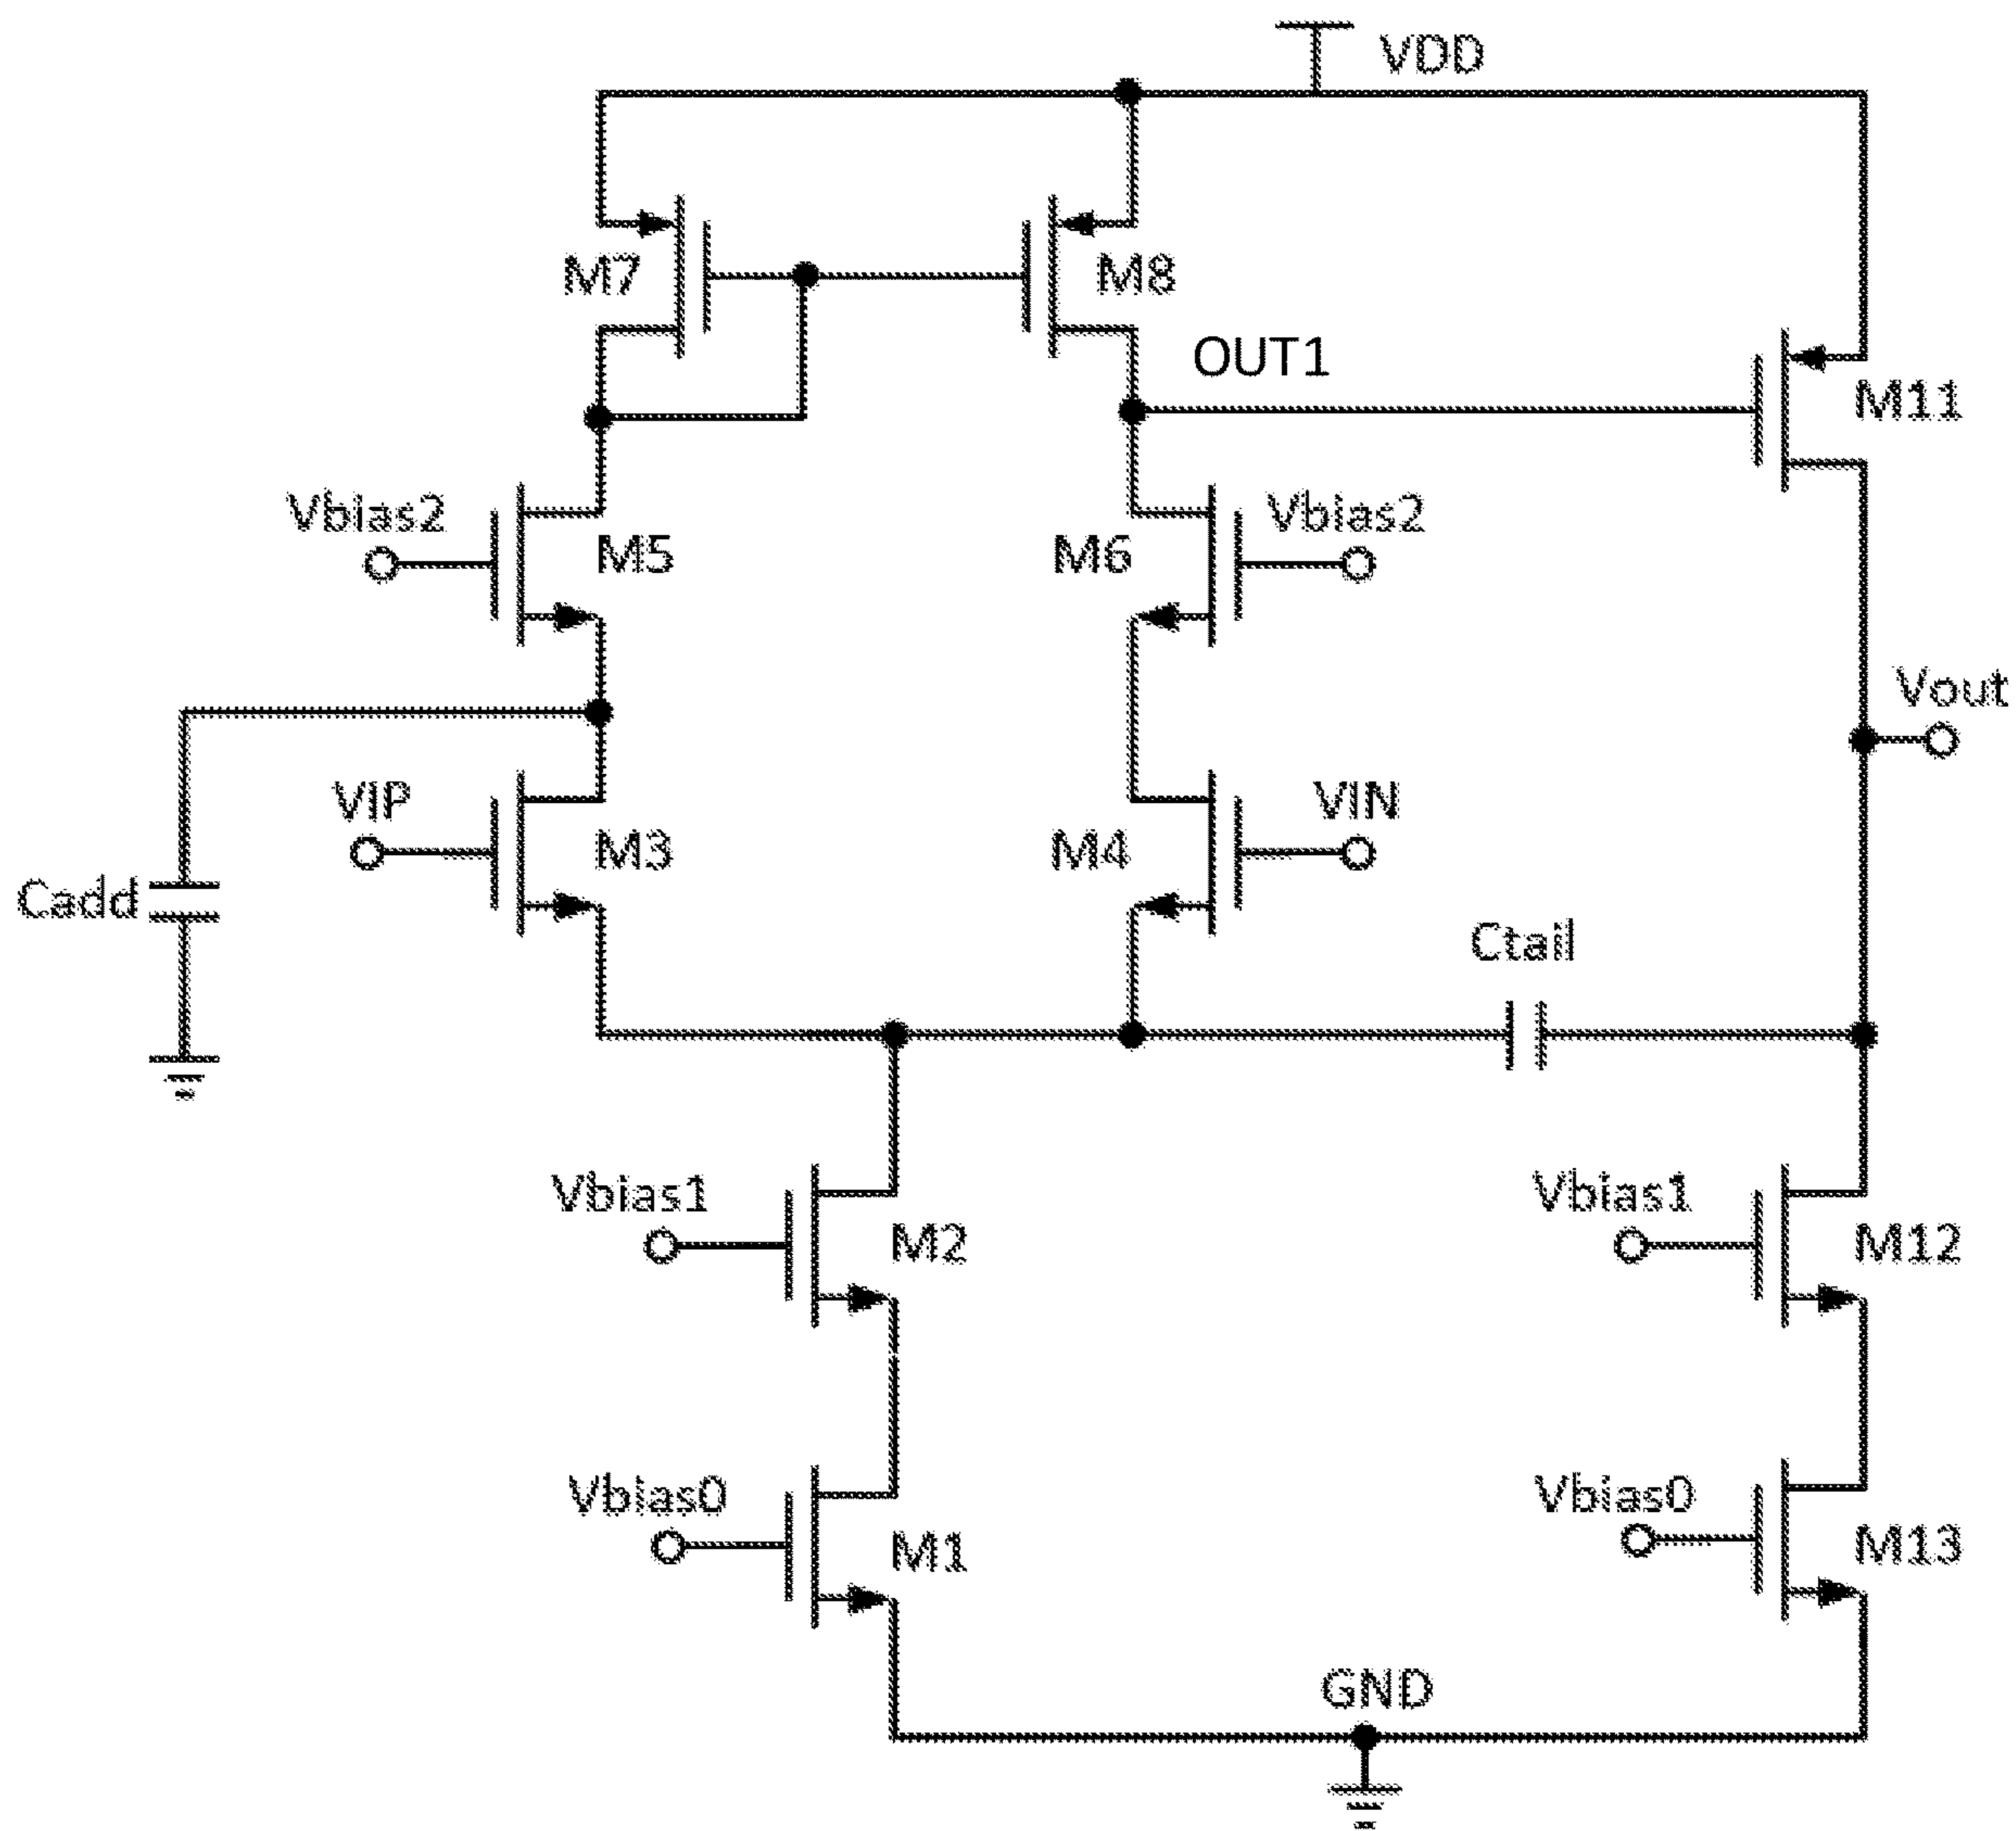 VDD
M7
M8
OUT1
M11
Vbias2
M5
M6
Vbias2
Vout
VIP
M3
M4
VIN
Cadd
Ctail
Vbias1
M2
Vbias1
M12
Vbias0
M1
Vbias0
M13
GND